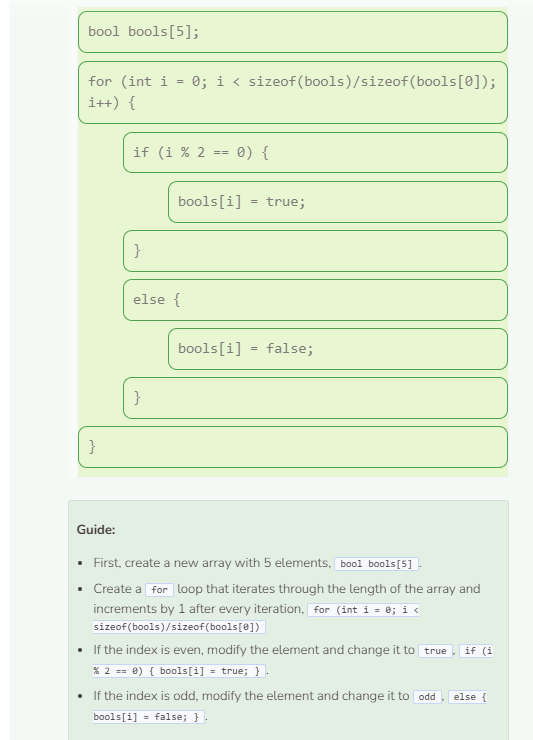 bool bools[5];
for (int i = 0; i < sizeof(bools)/sizeof(bools[0]);
i++) {
if (i % 2 == 0) {
bools[i] = true;
}
else {
bools[i] = false;
}
}
Guide:
• First, create a new array with 5 elements, bool bools[5] .
• Create a for loop that iterates through the length of the array and
increments by 1 after every iteration, for (int i = 0; i <
sizeof(bools)/sizeof(bools[0])
• If the index is even, modify the element and change it to true , if (i
% 2 == 0) { bools[i] = true; } .
• If the index is odd, modify the element and change it to odd , else {
bools[i] = false; } .